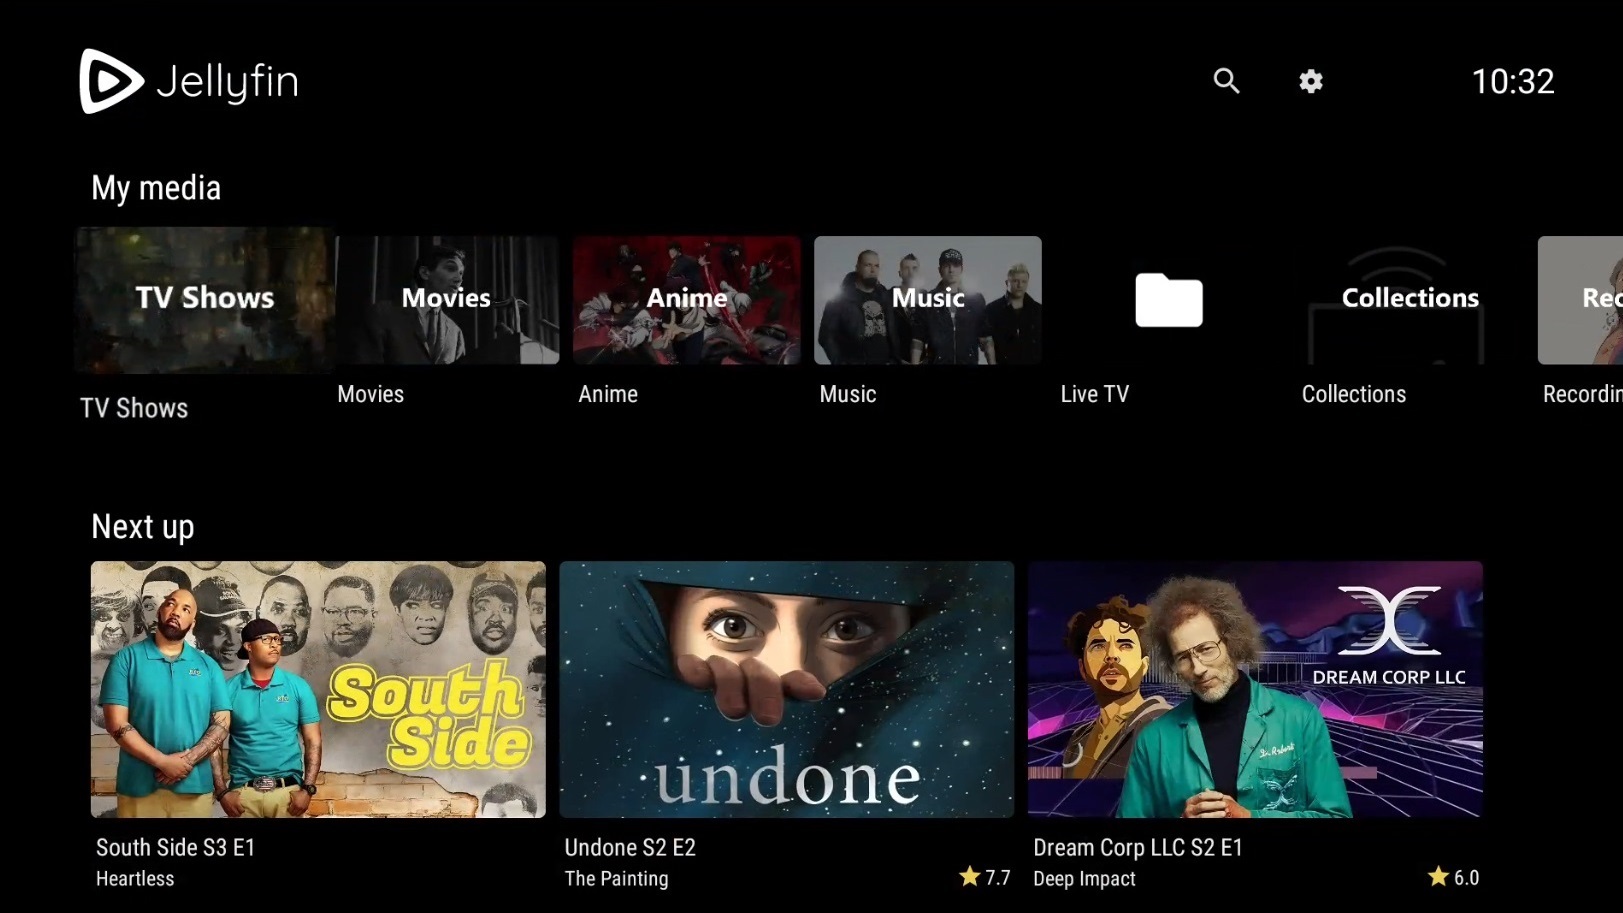 Jellyfin
10:32
My media
TV Shows
Movies
Anime
Music
Collections
Rec
TV Shows
Movies
Anime
Music
Live TV
Collections
Recordin
Next up
South
Side
undone
DREAM CORP LLC
South Side S3 E1
Heartless
Undone S2 E2
The Painting
7.7
Dream Corp LLC S2 E1
Deep Impact
6.0